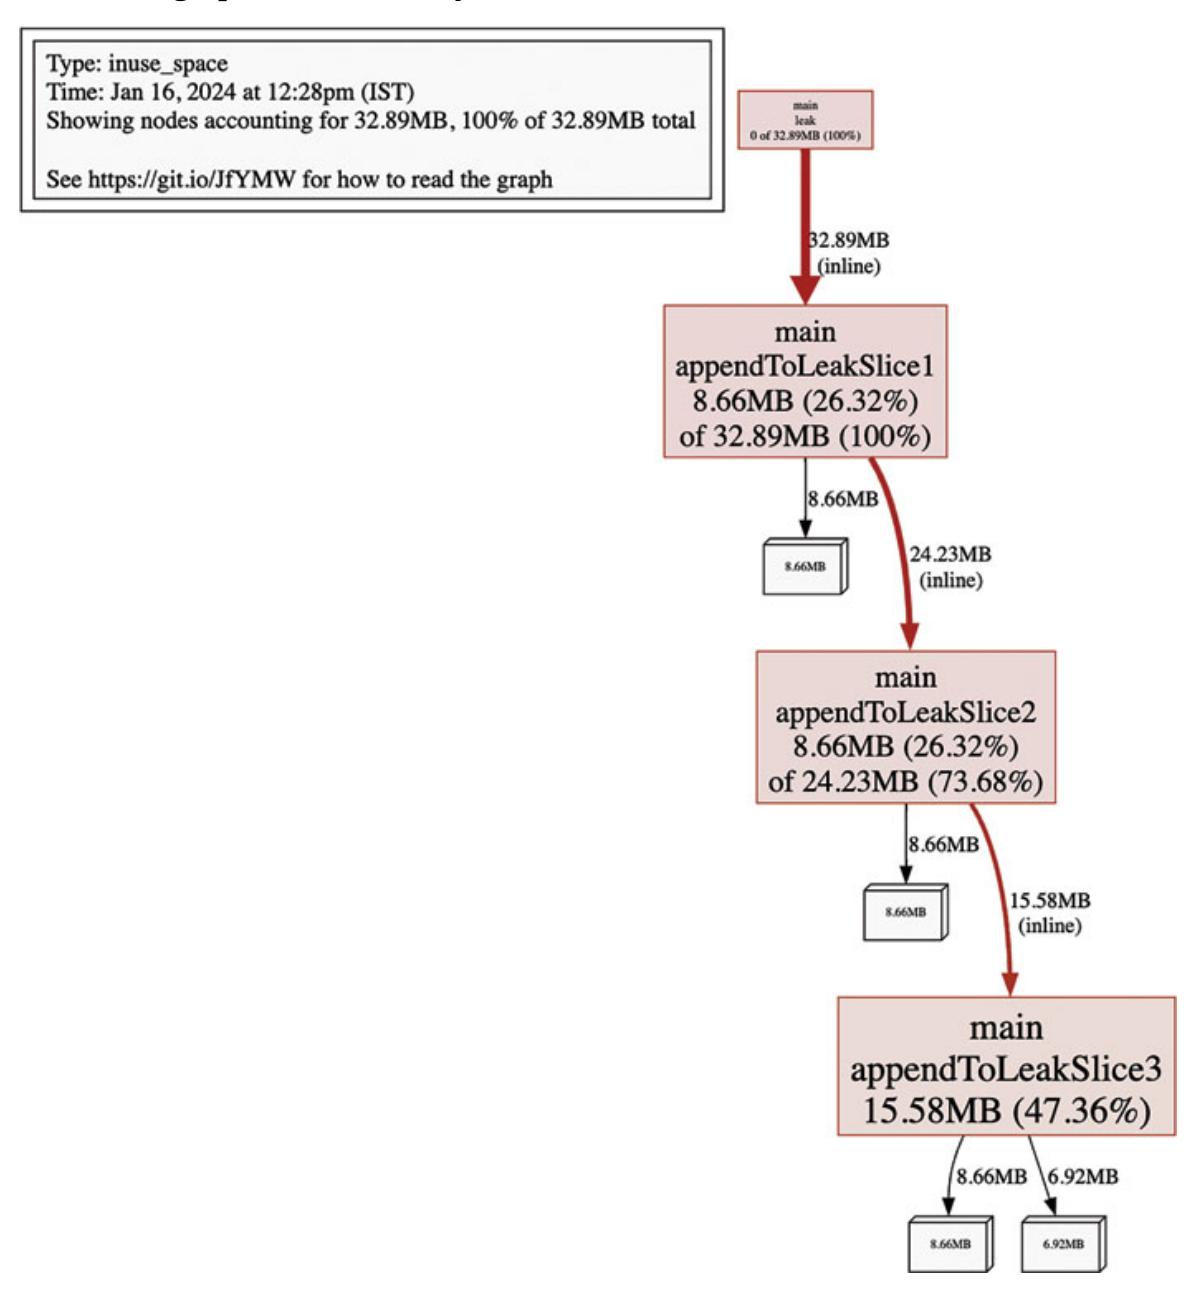 Type: inuse_space
Time: Jan 16, 2024 at 12:28pm (IST)
Showing nodes accounting for 32.89MB, 100% of 32.89MB total
See https://git.io/JfYMW for how to read the graph
main
leak
0 of 32.89MB (100%)
32.89MB
(inline)
main
appendToLeakSlice1
8.66MB (26.32%)
of 32.89MB (100%)
8.66MB
24.23MB
(inline)
8.66MB
main
appendToLeakSlice2
8.66MB (26.32%)
of 24.23MB (73.68%)
8.66MB
15.58MB
(inline)
8.66MB
main
appendToLeakSlice3
15.58MB (47.36%)
8.66MB
6.92MB
8.66MB
6.92MB